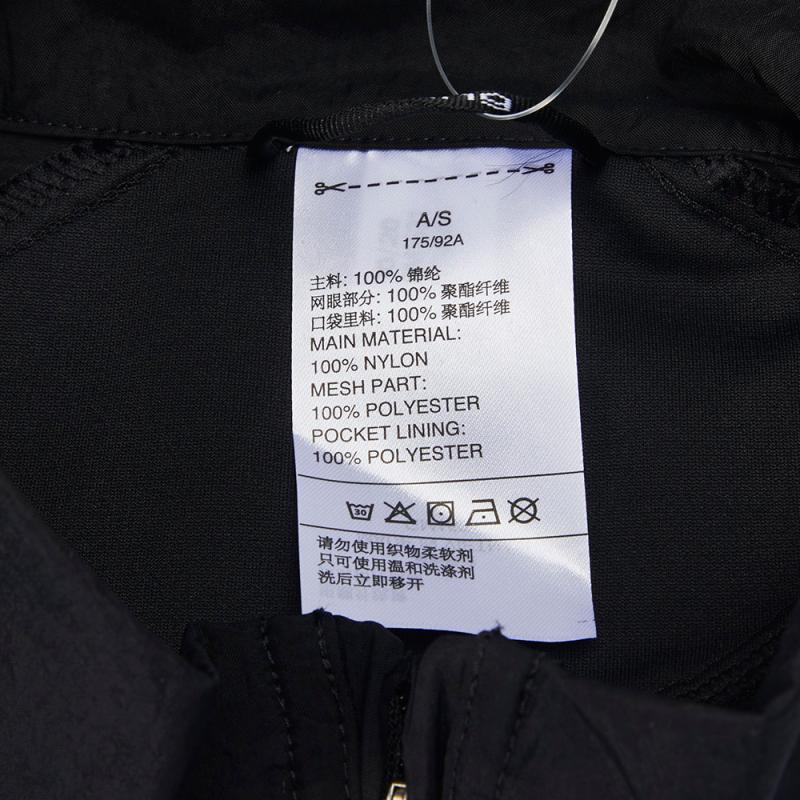 A/S
175/92A
主料: 100% 锦纶
网眼部分: 100% 聚酯纤维
口袋里料: 100% 聚酯纤维
MAIN MATERIAL:
100% NYLON
MESH PART:
100% POLYESTER
POCKET LINING:
100% POLYESTER
30
请勿使用织物柔软剂
只可使用温和洗涤剂
洗后立即移开